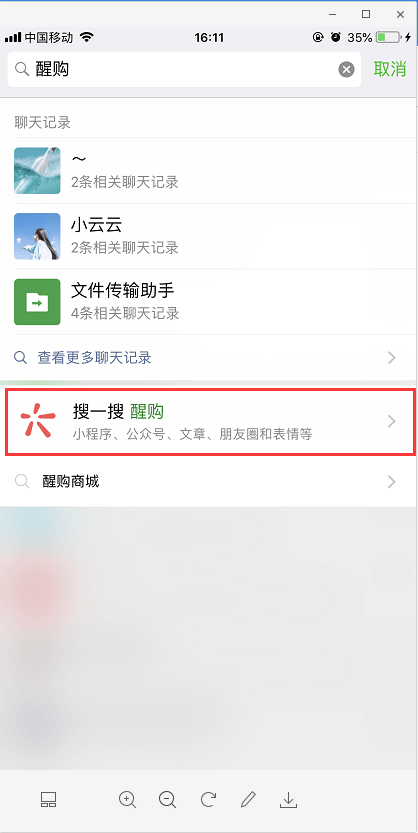 中国移动 16:11 35%
醒购 取消
聊天记录
～
2条相关聊天记录
小云云
2条相关聊天记录
文件传输助手
4条相关聊天记录
查看更多聊天记录
搜一搜 醒购
小程序、公众号、文章、朋友圈和表情等
醒购商城